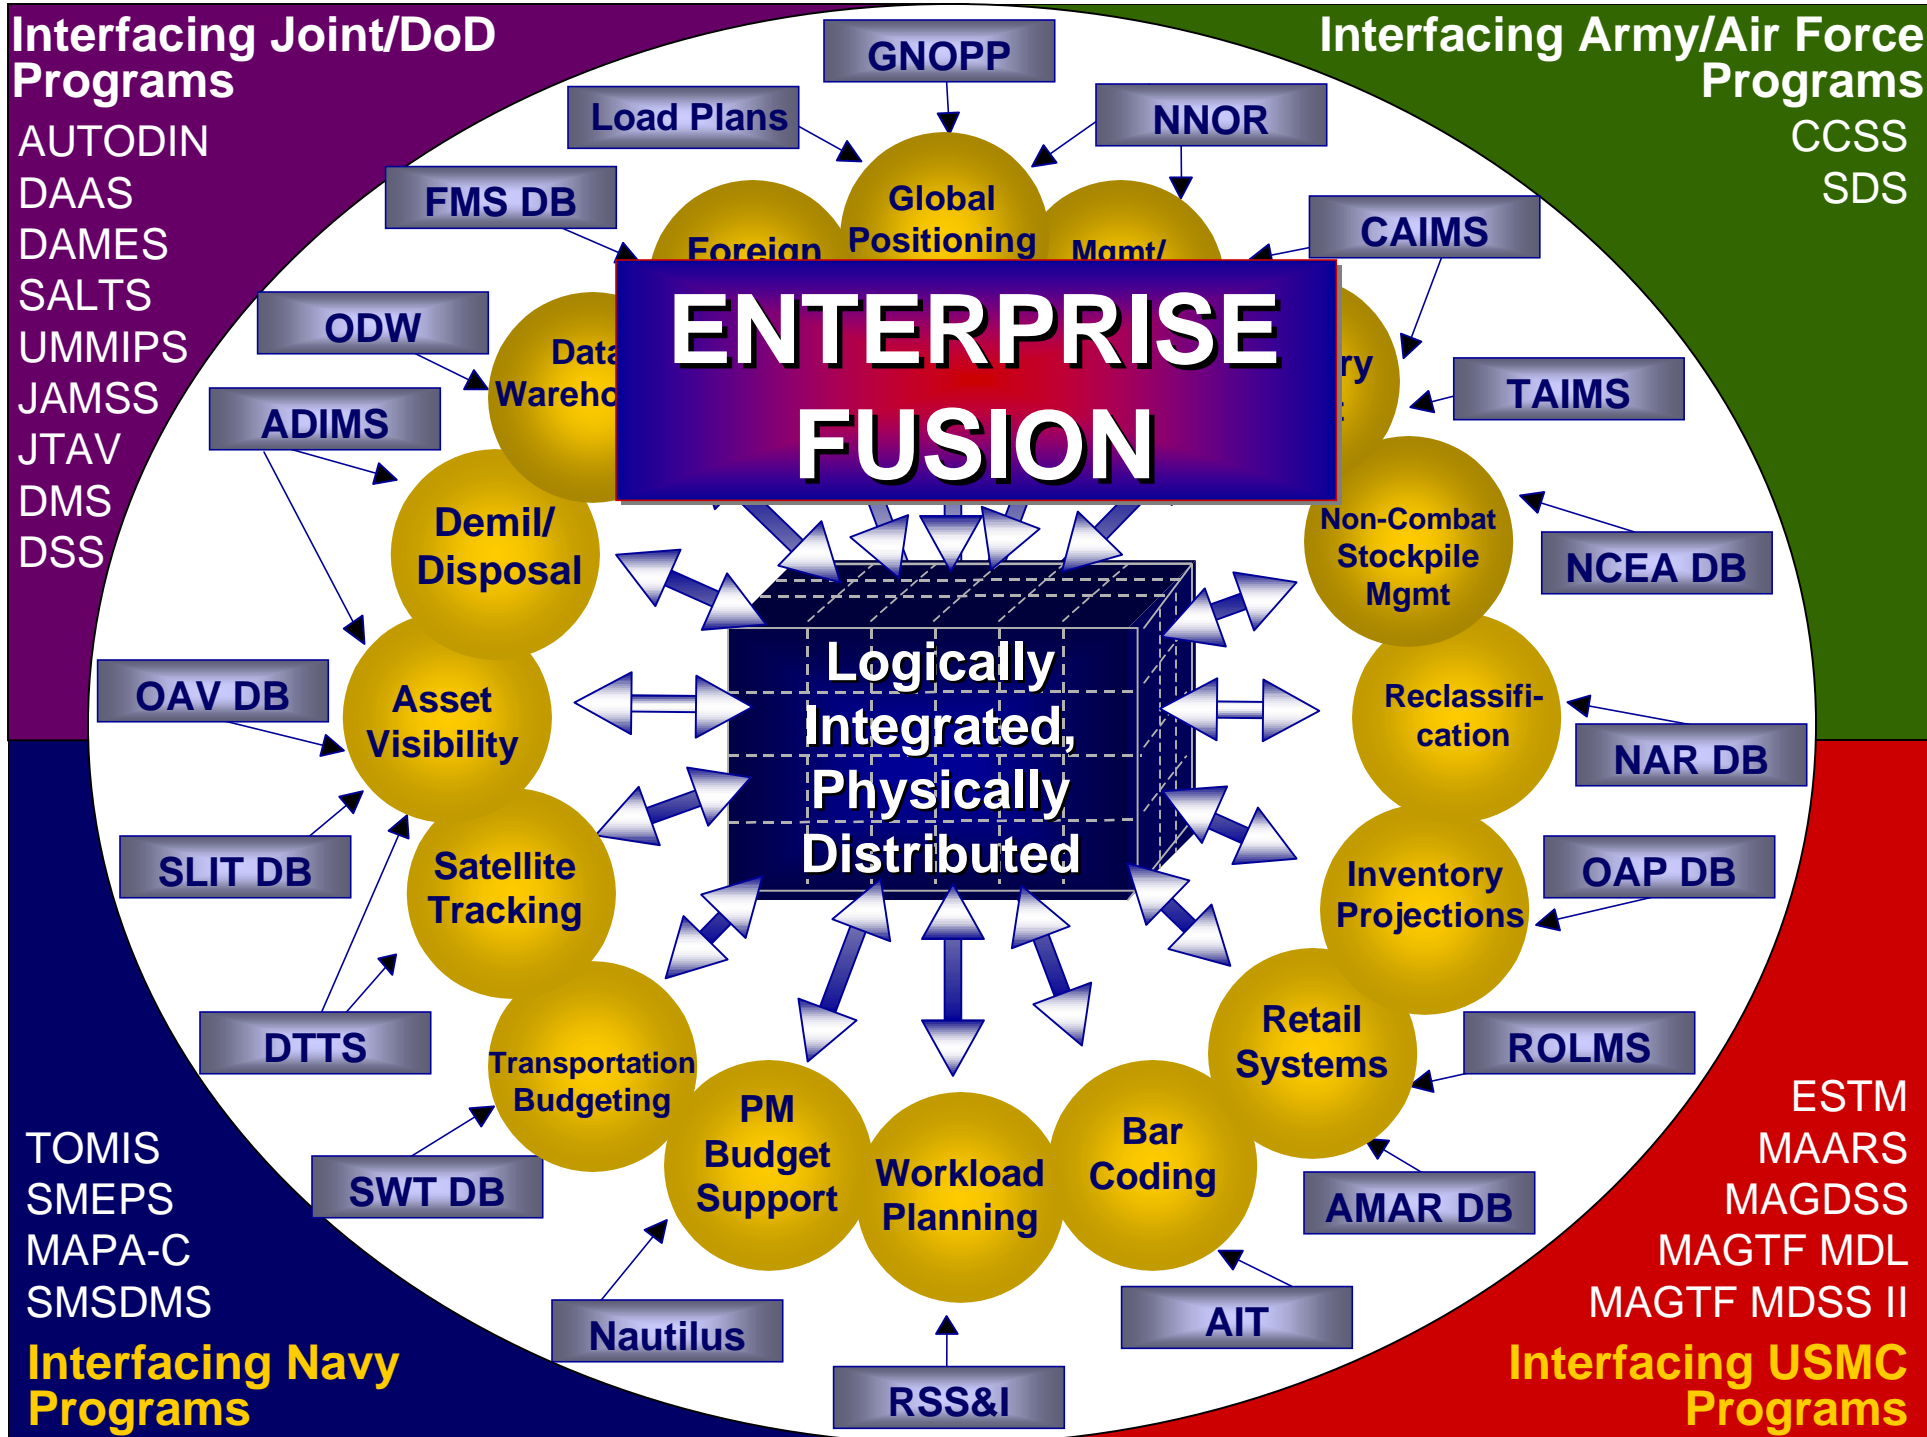 Interfacing Joint/DoD
Programs
AUTODIN
DAAS
DAMES
SALTS
UMMIPS
JAMSS
JTAV
DMS
DSS
Interfacing Army/Air Force
Programs
CCSS
SDS
GNOPP
Load Plans
NNOR
FMS DB
CAIMS
ODW
TAIMS
ADIMS
NCEA DB
OAV DB
NAR DB
SLIT DB
OAP DB
DTTS
ROLMS
SWT DB
AMAR DB
Nautilus
AIT
RSS&I
Global
Positioning
Foreign
Mgmt/
ENTERPRISE
FUSION
Data
Demil/
Disposal
Non-Combat
Stockpile
Mgmt
Asset
Visibility
Reclassifi-
cation
Satellite
Tracking
Inventory
Projections
Transportation
Budgeting
Retail
Systems
PM
Budget
Support
Workload
Planning
Bar
Coding
Logically
Integrated,
Physically
Distributed
TOMIS
SMEPS
MAPA-C
SMSDMS
Interfacing Navy
Programs
ESTM
MAARS
MAGDSS
MAGTF MDL
MAGTF MDSS II
Interfacing USMC
Programs